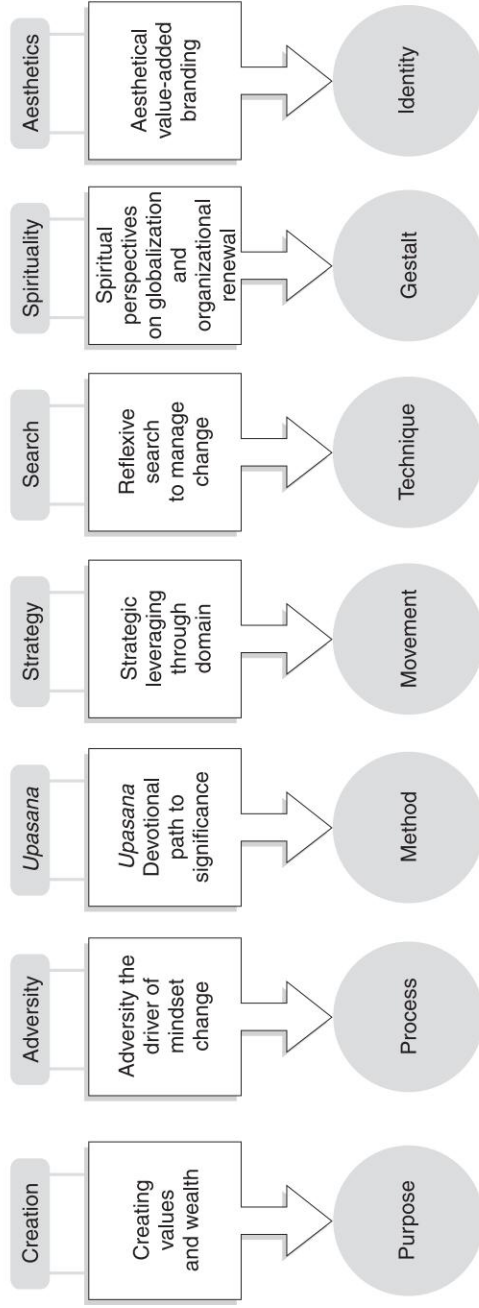 Creation
Creating
values
and wealth
Purpose
Adversity
Adversity the
driver of
mindset
change
Process
Upasana
Upasana
Devotional
path to
significance
Method
Strategy
Strategic
leveraging
through
domain
Movement
Search
Reflexive
search
to manage
change
Technique
Spirituality
Spiritual
perspectives
on globalization
and
organizational
renewal
Gestalt
Aesthetics
Aesthetical
value-added
branding
Identity